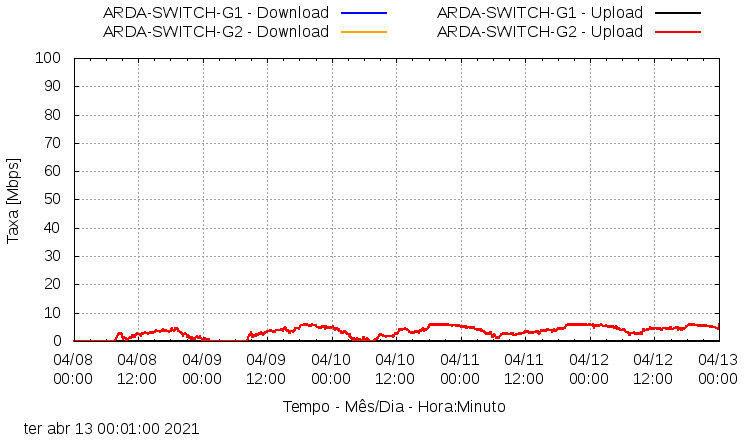 ARDA-SWITCH-G1 - Download ARDA-SWITCH-G1 - Upload
ARDA-SWITCH-G2 - Download ARDA-SWITCH-G2 - Upload
100
90
80
70
60
50
40
30
20
10
0
Taxa [Mbps]
04/08 04/08 04/09 04/09 04/10 04/10 04/11 04/11 04/12 04/12 04/13
00:00 12:00 00:00 12:00 00:00 12:00 00:00 12:00 00:00 12:00 00:00
Tempo - Mês/Dia - Hora:Minuto
ter abr 13 00:01:00 2021